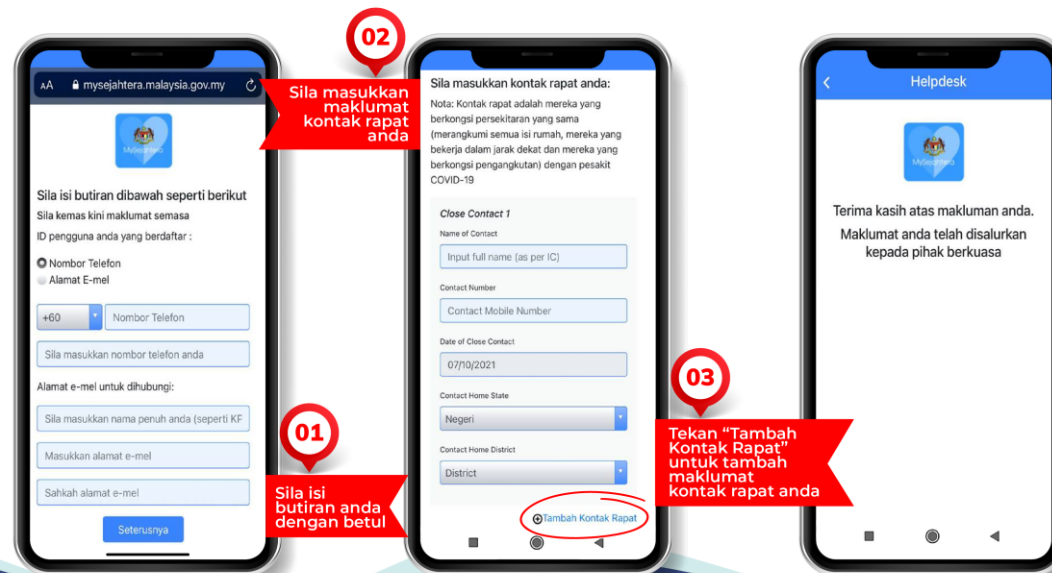 AA mysejahtera.malaysia.gov.my
MySejahtera
Sila isi butiran dibawah seperti berikut
Sila kemas kini maklumat semasa
ID pengguna anda yang berdaftar :
Nombor Telefon
Alamat E-mel
+60 Nombor Telefon
Sila masukkan nombor telefon anda
Alamat e-mel untuk dihubungi:
Sila masukkan nama penuh anda (seperti KP
Masukkan alamat e-mel
Sahkah alamat e-mel
Seterusnya
01
Sila isi
butiran anda
dengan betul
02
Sila masukkan
maklumat
kontak rapat
anda
Sila masukkan kontak rapat anda:
Nota: Kontak rapat adalah mereka yang
berkongsi persekitaran yang sama
(merangkumi semua isi rumah, mereka yang
bekerja dalam jarak dekat dan mereka yang
berkongsi pengangkutan) dengan pesakit
COVID-19
Close Contact 1
Name of Contact
Input full name (as per IC)
Contact Number
Contact Mobile Number
Date of Close Contact
07/10/2021
Contact Home State
Negeri
Contact Home District
District
Tambah Kontak Rapat
03
Tekan “Tambah
Kontak Rapat”
untuk tambah
maklumat
kontak rapat anda
Helpdesk
MySejahtera
Terima kasih atas makluman anda.
Maklumat anda telah disalurkan
kepada pihak berkuasa